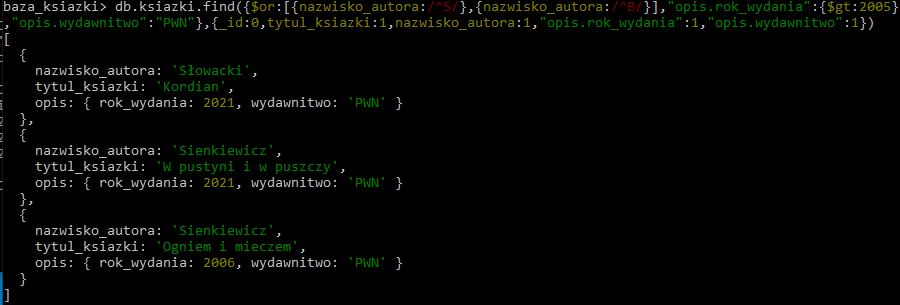 baza_ksiazki> db.ksiazki.find({$or:[{nazwisko_autora:/^S/},{nazwisko_autora:/^B/}],"opis.rok_wydania":{$gt:2005}
,"opis.wydawnitwo":"PWN"},{_id:0,tytul_ksiazki:1,nazwisko_autora:1,"opis.rok_wydania":1,"opis.wydawnitwo":1})
[
  {
    nazwisko_autora: 'Słowacki',
    tytul_ksiazki: 'Kordian',
    opis: { rok_wydania: 2021, wydawnitwo: 'PWN' }
  },
  {
    nazwisko_autora: 'Sienkiewicz',
    tytul_ksiazki: 'W pustyni i w puszczy',
    opis: { rok_wydania: 2021, wydawnitwo: 'PWN' }
  },
  {
    nazwisko_autora: 'Sienkiewicz',
    tytul_ksiazki: 'Ogniem i mieczem',
    opis: { rok_wydania: 2006, wydawnitwo: 'PWN' }
  }
]